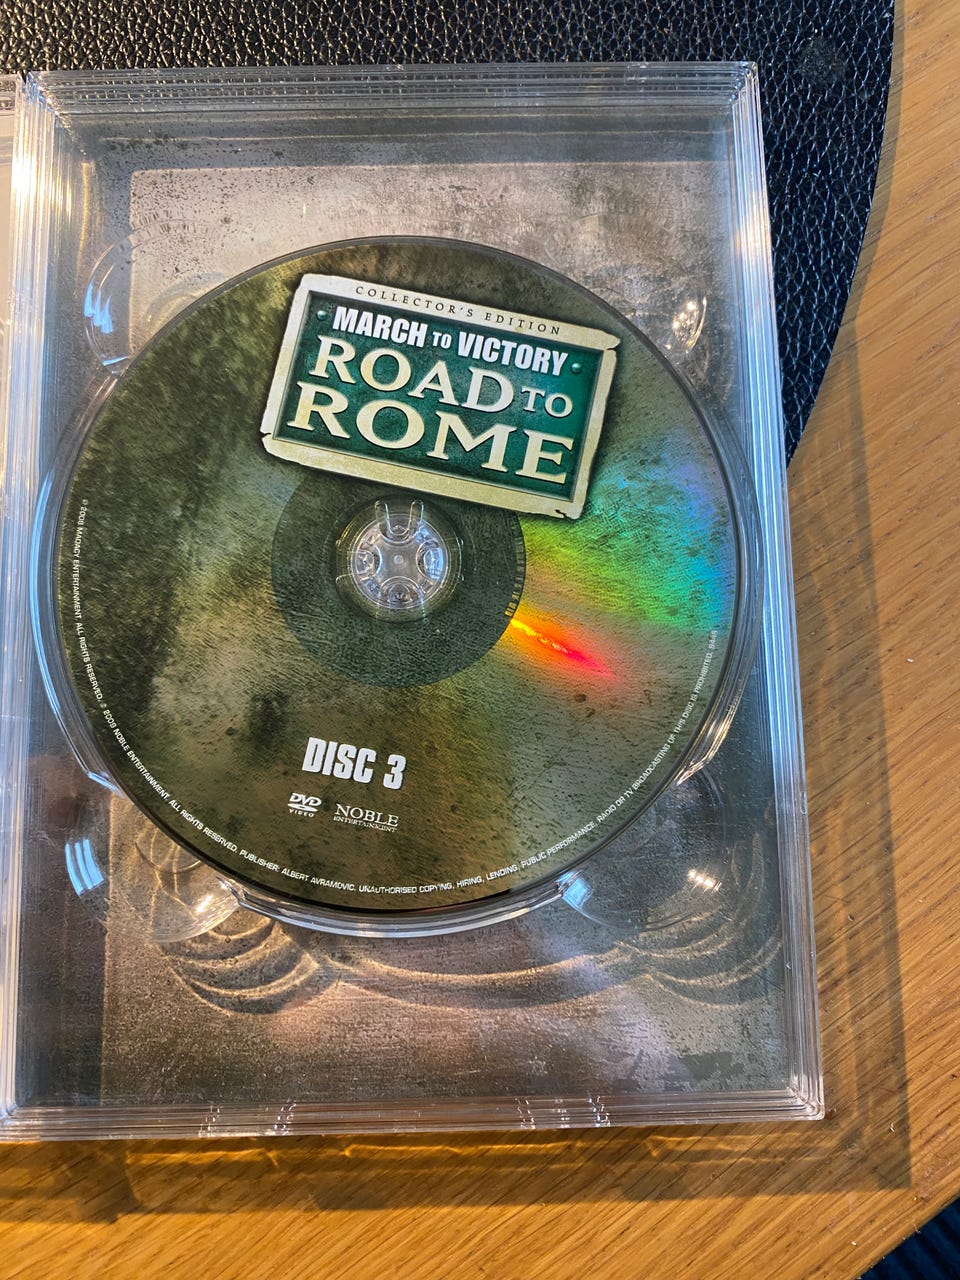 COLLECTOR'S EDITION
MARCH TO VICTORY
ROAD TO
ROME
DISC 3
DVD
VIDEO
NOBLE
ENTERTAINMENT
© 2008 MADACY ENTERTAINMENT. ALL RIGHTS RESERVED. ℗ 2009 NOBLE ENTERTAINMENT. ALL RIGHTS RESERVED. PUBLISHER: ALBERT AVRAMOVIC. UNAUTHORISED COPYING, HIRING, LENDING, PUBLIC PERFORMANCE, RADIO OR TV BROADCASTING OF THIS DISC IS PROHIBITED.